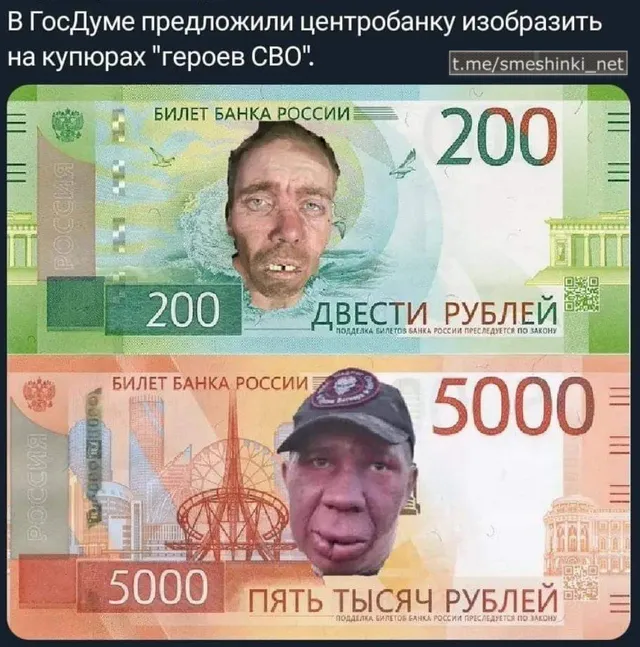 В ГосДуме предложили центробанку изобразить
на купюрах "героев СВО".
t.me/smeshinki_net
БИЛЕТ БАНКА РОССИИ
200
РОССИЯ
200
ДВЕСТИ РУБЛЕЙ
ПОДДЕЛКА БИЛЕТОВ БАНКА РОССИИ ПРЕСЛЕДУЕТСЯ ПО ЗАКОНУ
БИЛЕТ БАНКА РОССИИ
5000
РОССИЯ
5000
ПЯТЬ ТЫСЯЧ РУБЛЕЙ
ПОДДЕЛКА БИЛЕТОВ БАНКА РОССИИ ПРЕСЛЕДУЕТСЯ ПО ЗАКОНУ